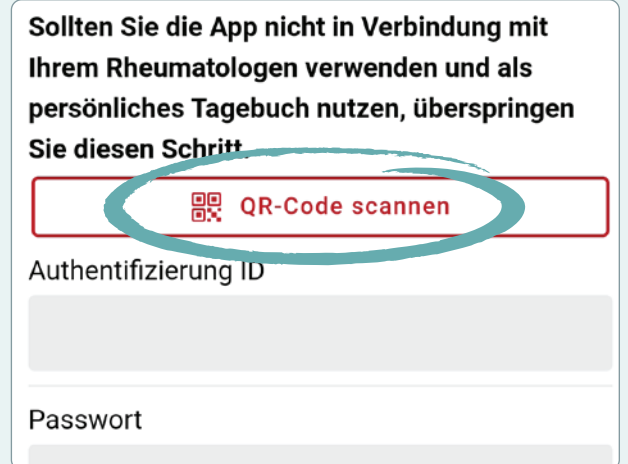 Sollten Sie die App nicht in Verbindung mit
Ihrem Rheumatologen verwenden und als
persönliches Tagebuch nutzen, überspringen
Sie diesen Schritt.
QR-Code scannen
Authentifizierung ID
Passwort